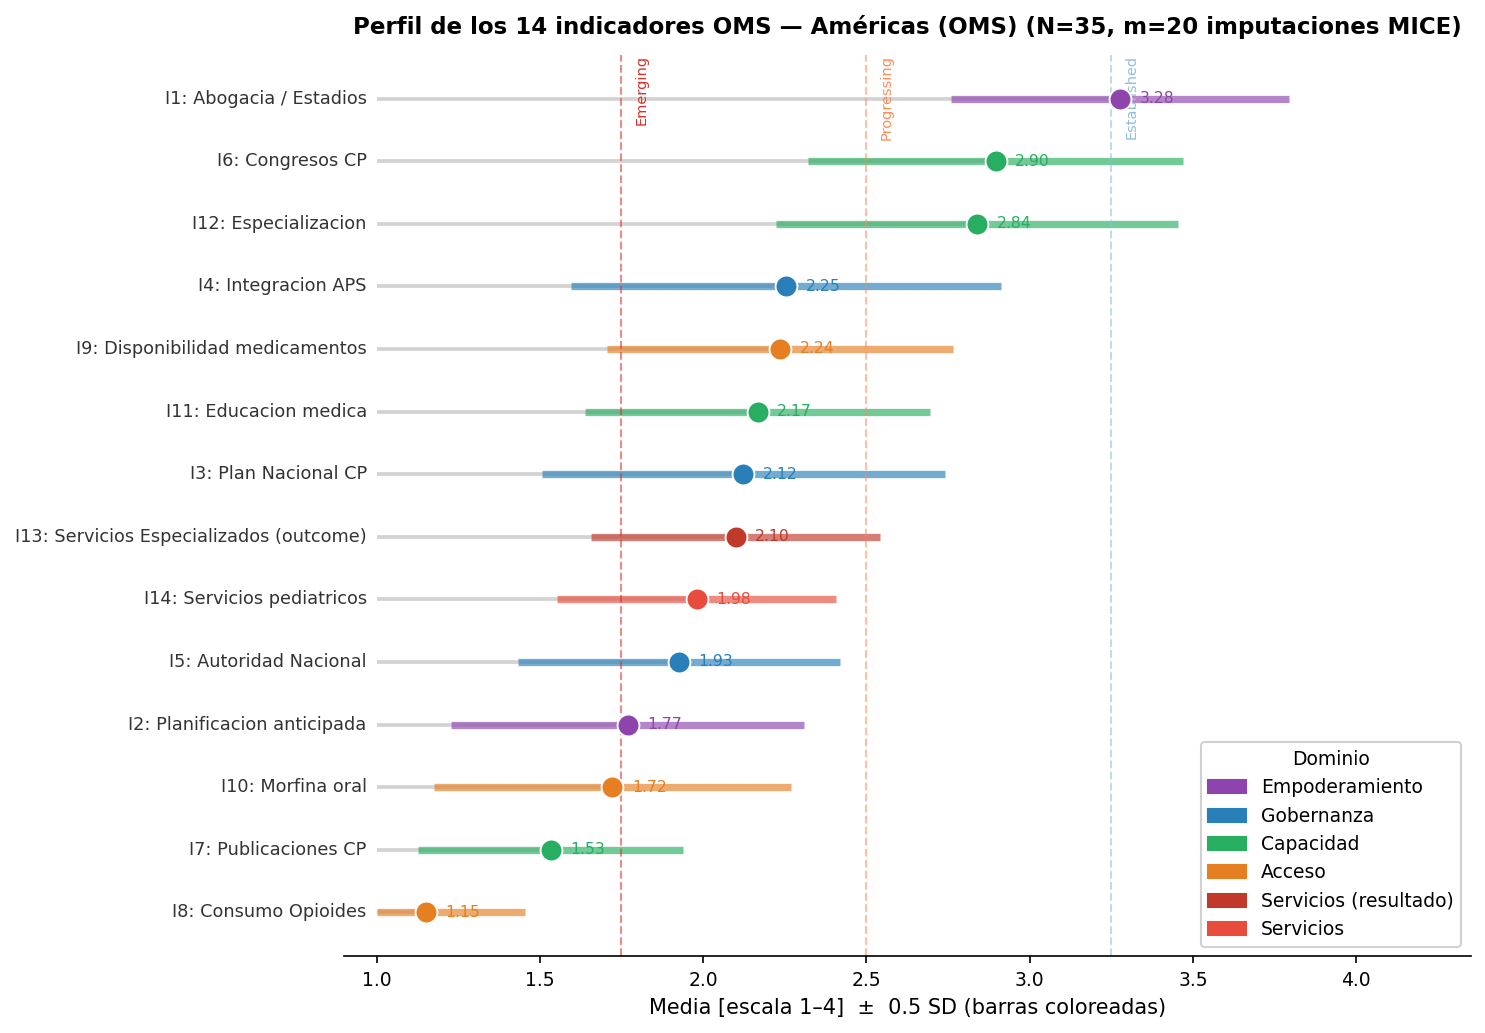 Perfil de los 14 indicadores OMS — Américas (OMS) (N=35, m=20 imputaciones MICE)
Emerging
Progressing
Established
I1: Abogacia / Estadios
3.28
I6: Congresos CP
2.90
I12: Especializacion
2.84
I4: Integracion APS
2.25
I9: Disponibilidad medicamentos
2.24
I11: Educacion medica
2.17
I3: Plan Nacional CP
2.12
I13: Servicios Especializados (outcome)
2.10
I14: Servicios pediatricos
1.98
I5: Autoridad Nacional
1.93
I2: Planificacion anticipada
1.77
I10: Morfina oral
1.72
I7: Publicaciones CP
1.53
I8: Consumo Opioides
1.15
Dominio
Empoderamiento
Gobernanza
Capacidad
Acceso
Servicios (resultado)
Servicios
1.0 1.5 2.0 2.5 3.0 3.5 4.0
Media [escala 1–4] ± 0.5 SD (barras coloreadas)